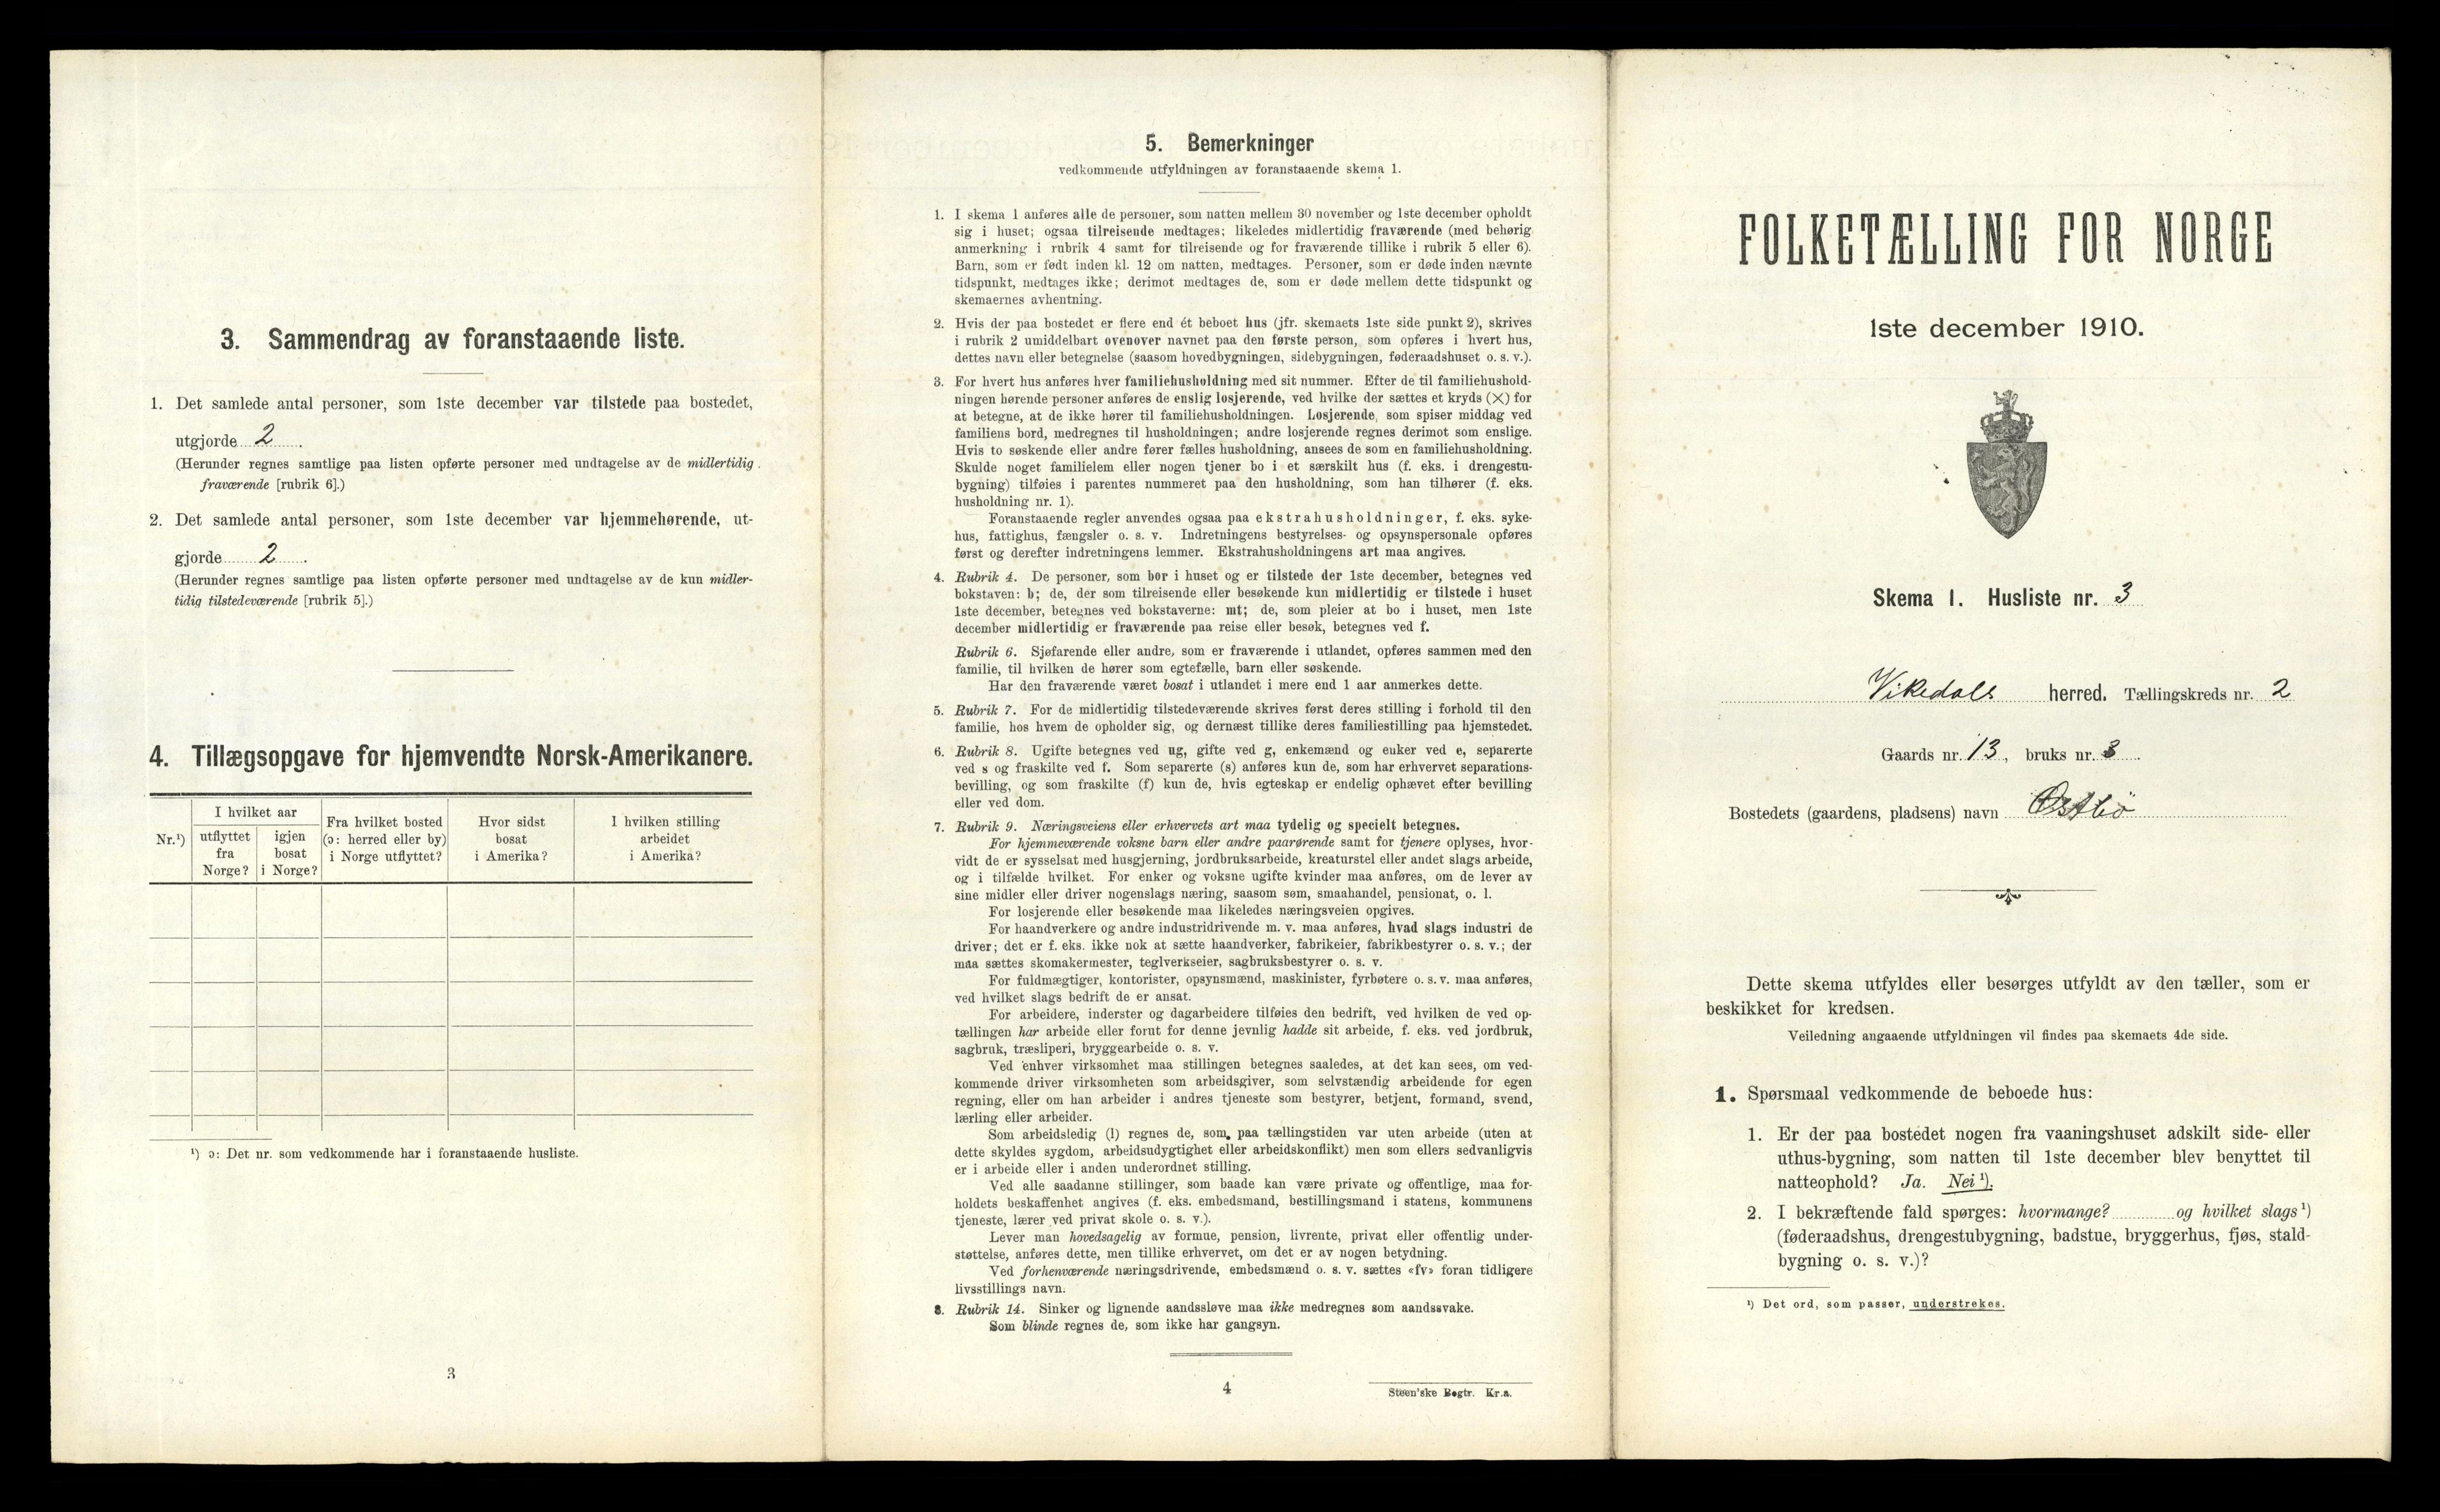 3. Sammendrag av foranstaaende liste.
1. Det samlede antal personer, som 1ste december var tilstede paa bostedet,
utgjorde 2.
(Herunder regnes samtlige paa listen opførte personer med undtagelse av de midlertidig
fraværende [rubrik 6].)
2. Det samlede antal personer, som 1ste december var hjemmehørende, ut-
gjorde 2.
(Herunder regnes samtlige paa listen opførte personer med undtagelse av de kun midler-
tidig tilstedeværende [rubrik 5].)
4. Tillægsopgave for hjemvendte Norsk-Amerikanere.
Nr.¹)
I hvilket aar
utflyttet
fra
Norge?
igjen
bosat
i Norge?
Fra hvilket bosted
(ɔ: herred eller by)
i Norge utflyttet?
Hvor sidst
bosat
i Amerika?
I hvilken stilling
arbeidet
i Amerika?
¹) ɔ: Det nr. som vedkommende har i foranstaaende husliste.
3
5. Bemerkninger
vedkommende utfyldningen av foranstaaende skema 1.
1. I skema 1 anføres alle de personer, som natten mellem 30 november og 1ste december opholdt
sig i huset; ogsaa tilreisende medtages; likeledes midlertidig fraværende (med behørig
anmerkning i rubrik 4 samt for tilreisende og for fraværende tillike i rubrik 5 eller 6).
Barn, som er født inden kl. 12 om natten, medtages. Personer, som er døde inden nævnte
tidspunkt, medtages ikke; derimot medtages de, som er døde mellem dette tidspunkt og
skemaernes avhentning.
2. Hvis der paa bostedet er flere end ét beboet hus (jfr. skemaets 1ste side punkt 2), skrives
i rubrik 2 umiddelbart ovenover navnet paa den første person, som opføres i hvert hus,
dettes navn eller betegnelse (saasom hovedbygningen, sidebygningen, føderaadshuset o. s. v.).
3. For hvert hus anføres hver familiehusholdning med sit nummer. Efter de til familiehushold-
ningen hørende personer anføres de enslig losjerende, ved hvilke der sættes et kryds (×) for
at betegne, at de ikke hører til familiehusholdningen. Losjerende, som spiser middag ved
familiens bord, medregnes til husholdningen; andre losjerende regnes derimot som enslige.
Hvis to søskende eller andre fører fælles husholdning, ansees de som en familiehusholdning.
Skulde noget familielem eller nogen tjener bo i et særskilt hus (f. eks. i drengestu-
bygning) tilføies i parentes nummeret paa den husholdning, som han tilhører (f. eks.
husholdning nr. 1).
Foranstaaende regler anvendes ogsaa paa ekstrahusholdninger, f. eks. syke-
hus, fattighus, fængsler o. s. v. Indretningens bestyrelses- og opsynspersonale opføres
først og derefter indretningens lemmer. Ekstrahusholdningens art maa angives.
4. Rubrik 4. De personer, som bor i huset og er tilstede der 1ste december, betegnes ved
bokstaven: b; de, der som tilreisende eller besøkende kun midlertidig er tilstede i huset
1ste december, betegnes ved bokstaverne: mt; de, som pleier at bo i huset, men 1ste
december midlertidig er fraværende paa reise eller besøk, betegnes ved f.
Rubrik 6. Sjøfarende eller andre, som er fraværende i utlandet, opføres sammen med den
familie, til hvilken de hører som egtefælle, barn eller søskende.
Har den fraværende været bosat i utlandet i mere end 1 aar anmerkes dette.
5. Rubrik 7. For de midlertidig tilstedeværende skrives først deres stilling i forhold til den
familie, hos hvem de opholder sig, og dernæst tillike deres familiestilling paa hjemstedet.
6. Rubrik 8. Ugifte betegnes ved ug, gifte ved g, enkemænd og enker ved e, separerte
ved s og fraskilte ved f. Som separerte (s) anføres kun de, som har erhvervet separations-
bevilling, og som fraskilte (f) kun de, hvis egteskap er endelig ophævet efter bevilling
eller ved dom.
7. Rubrik 9. Næringsveiens eller erhvervets art maa tydelig og specielt betegnes.
For hjemmeværende voksne barn eller andre paarørende samt for tjenere oplyses, hvor-
vidt de er sysselsat med husgjerning, jordbruksarbeide, kreaturstel eller andet slags arbeide,
og i tilfælde hvilket. For enker og voksne ugifte kvinder maa anføres, om de lever av
sine midler eller driver nogenslags næring, saasom søm, smaahandel, pensionat, o. l.
For losjerende eller besøkende maa likeledes næringsveien opgives.
For haandverkere og andre industridrivende m. v. maa anføres, hvad slags industri de
driver; det er f. eks. ikke nok at sætte haandverker, fabrikeier, fabrikbestyrer o. s. v.; der
maa sættes skomakermester, teglverkseier, sagbruksbestyrer o. s. v.
For fuldmægtiger, kontorister, opsynsmænd, maskinister, fyrbøtere o. s. v. maa anføres,
ved hvilket slags bedrift de er ansat.
For arbeidere, inderster og dagarbeidere tilføies den bedrift, ved hvilken de ved op-
tællingen har arbeide eller forut for denne jevnlig hadde sit arbeide, f. eks. ved jordbruk,
sagbruk, træsliperi, bryggearbeide o. s. v.
Ved enhver virksomhet maa stillingen betegnes saaledes, at det kan sees, om ved-
kommende driver virksomheten som arbeidsgiver, som selvstændig arbeidende for egen
regning, eller om han arbeider i andres tjeneste som bestyrer, betjent, formand, svend,
lærling eller arbeider.
Som arbeidsledig (l) regnes de, som paa tællingstiden var uten arbeide (uten at
dette skyldes sygdom, arbeidsudygtighet eller arbeidskonflikt) men som ellers sedvanligvis
er i arbeide eller i anden underordnet stilling.
Ved alle saadanne stillinger, som baade kan være private og offentlige, maa for-
holdets beskaffenhet angives (f. eks. embedsmand, bestillingsmand i statens, kommunens
tjeneste, lærer ved privat skole o. s. v.).
Lever man hovedsagelig av formue, pension, livrente, privat eller offentlig under-
støttelse, anføres dette, men tillike erhvervet, om det er av nogen betydning.
Ved forhenværende næringsdrivende, embedsmænd o. s. v. sættes «fv» foran tidligere
livsstillings navn.
8. Rubrik 14. Sinker og lignende aandssløve maa ikke medregnes som aandssvake.
Som blinde regnes de, som ikke har gangsyn.
4
Steen'ske Bogtr. Kr.a.
FOLKETÆLLING FOR NORGE
1ste december 1910.
Skema 1. Husliste nr. 3
Vikedals herred. Tællingskreds nr. 2
Gaards nr. 13, bruks nr. 3.
Bostedets (gaardens, pladsens) navn Østbö
Dette skema utfyldes eller besørges utfyldt av den tæller, som er
beskikket for kredsen.
Veiledning angaaende utfyldningen vil findes paa skemaets 4de side.
1. Spørsmaal vedkommende de beboede hus:
1. Er der paa bostedet nogen fra vaaningshuset adskilt side- eller
uthus-bygning, som natten til 1ste december blev benyttet til
natteophold? Ja. Nei¹).
2. I bekræftende fald spørges: hvormange? og hvilket slags¹)
(føderaadshus, drengestubygning, badstue, bryggerhus, fjøs, stald-
bygning o. s. v.)?
¹) Det ord, som passer, understrekes.